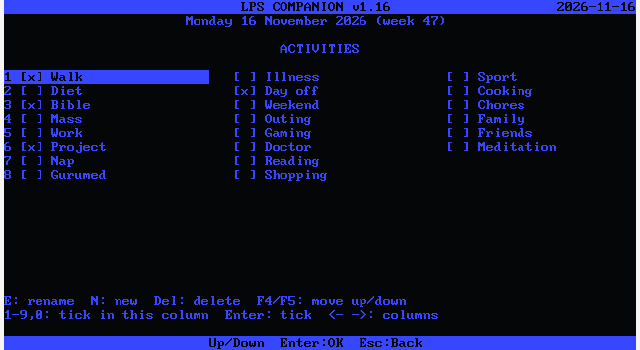 LPS COMPANION v1.16 2026-11-16
Monday 16 November 2026 (week 47)
ACTIVITIES
1 [x] Walk [ ] Illness [ ] Sport
2 [ ] Diet [x] Day off [ ] Cooking
3 [x] Bible [ ] Weekend [ ] Chores
4 [ ] Mass [ ] Outing [ ] Family
5 [ ] Work [ ] Gaming [ ] Friends
6 [x] Project [ ] Doctor [ ] Meditation
7 [ ] Nap [ ] Reading
8 [ ] Gurumed [ ] Shopping
E: rename N: new Del: delete F4/F5: move up/down
1-9,0: tick in this column Enter: tick <- ->: columns
Up/Down Enter:OK Esc:Back